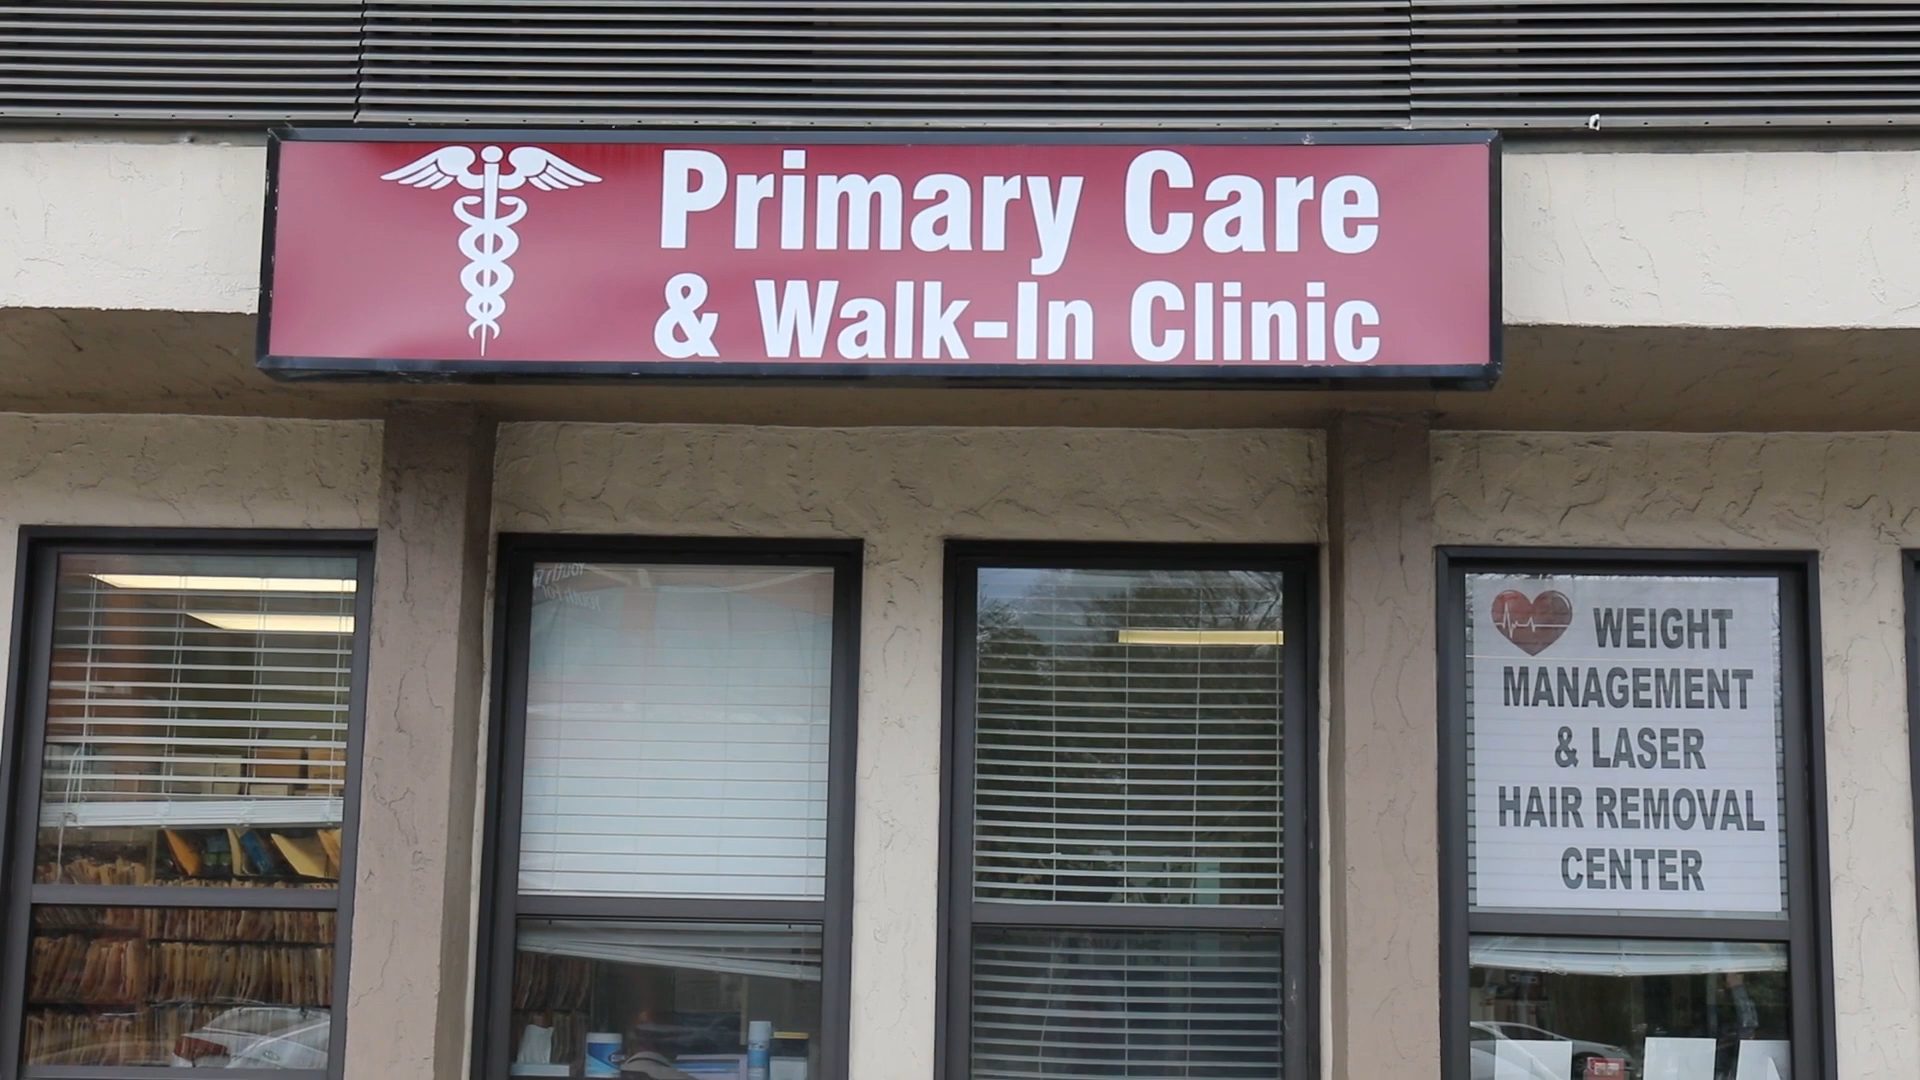 Primary Care
& Walk-In Clinic
WEIGHT
MANAGEMENT
& LASER
HAIR REMOVAL
CENTER